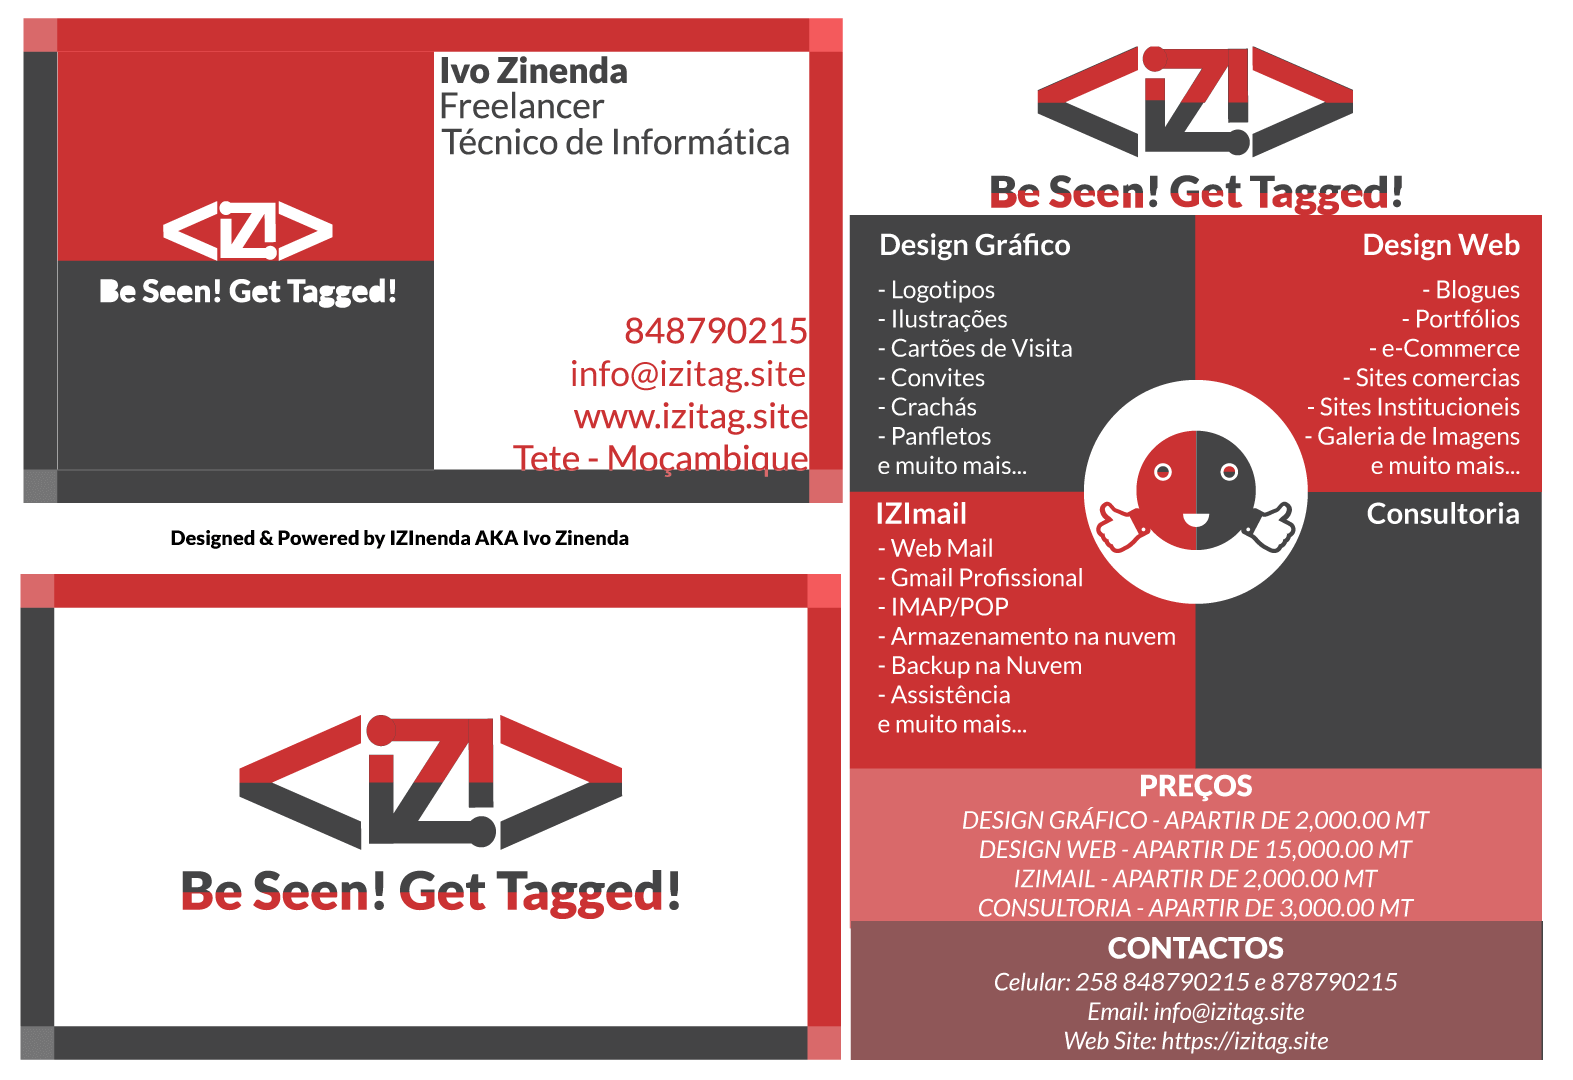 Ivo Zinenda
Freelancer
Técnico de Informática
iZI
Be Seen! Get Tagged!
848790215
info@izitag.site
www.izitag.site
Tete - Moçambique
Designed & Powered by IZInenda AKA Ivo Zinenda
iZI
Be Seen! Get Tagged!
iZI
Be Seen! Get Tagged!
Design Gráfico
- Logotipos
- Ilustrações
- Cartões de Visita
- Convites
- Crachás
- Panfletos
e muito mais...
Design Web
- Blogues
- Portfólios
- e-Commerce
- Sites comercias
- Sites Institucioneis
- Galeria de Imagens
e muito mais...
IZImail
- Web Mail
- Gmail Profissional
- IMAP/POP
- Armazenamento na nuvem
- Backup na Nuvem
- Assistência
e muito mais...
Consultoria
PREÇOS
DESIGN GRÁFICO - APARTIR DE 2,000.00 MT
DESIGN WEB - APARTIR DE 15,000.00 MT
IZIMAIL - APARTIR DE 2,000.00 MT
CONSULTORIA - APARTIR DE 3,000.00 MT
CONTACTOS
Celular: 258 848790215 e 878790215
Email: info@izitag.site
Web Site: https://izitag.site